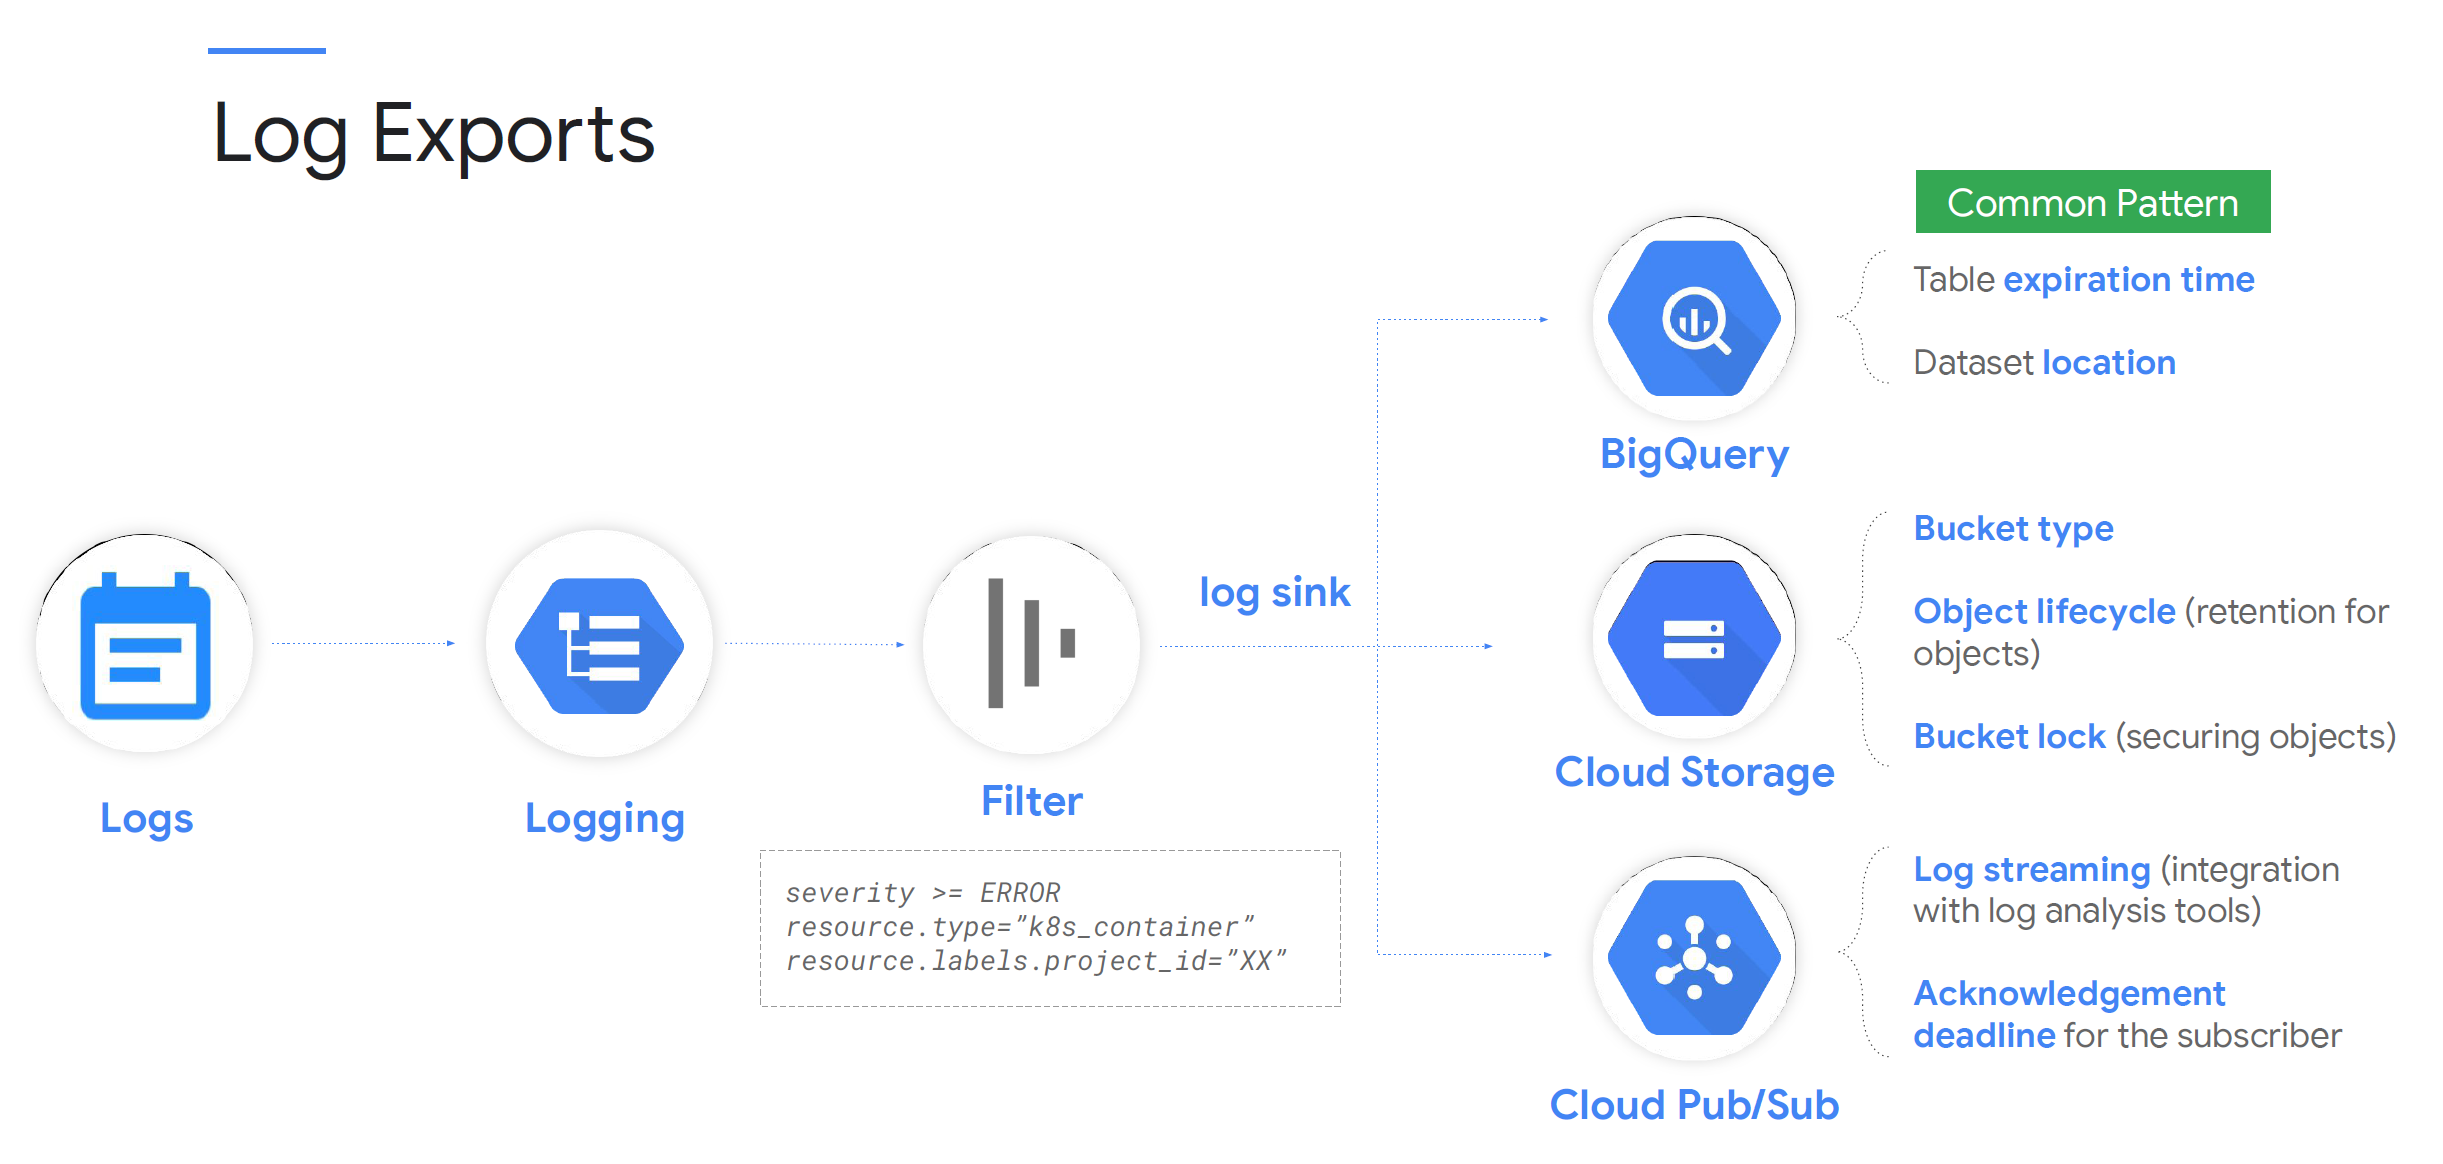 Log Exports
Common Pattern
Table expiration time
Dataset location
BigQuery
Bucket type
Object lifecycle (retention for
objects)
Bucket lock (securing objects)
Cloud Storage
log sink
Logs
Logging
Filter
severity >= ERROR
resource.type="k8s_container"
resource.labels.project_id="XX"
Log streaming (integration
with log analysis tools)
Acknowledgement
deadline for the subscriber
Cloud Pub/Sub